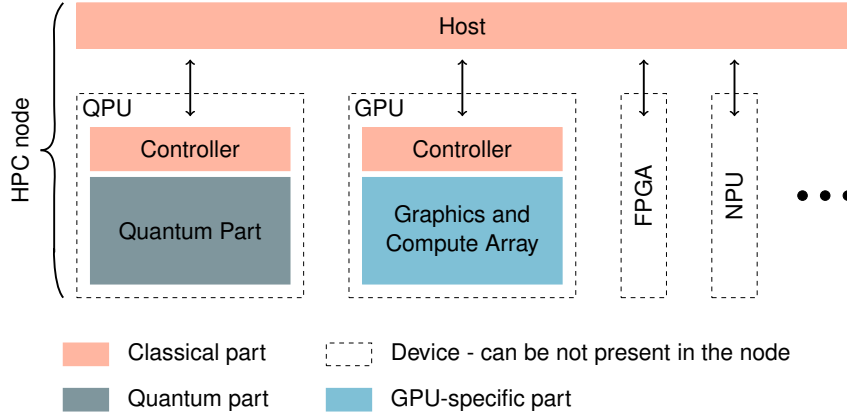 Host
HPC node
QPU
Controller
Quantum Part
GPU
Controller
Graphics and
Compute Array
FPGA
NPU
Classical part
Device - can be not present in the node
Quantum part
GPU-specific part